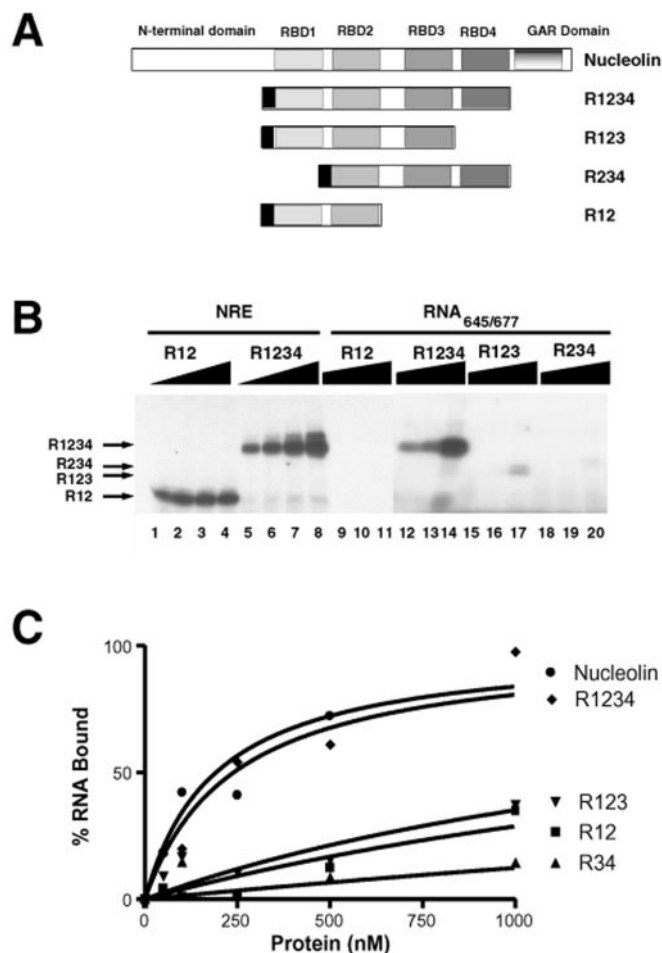 A
N-terminal domain RBD1 RBD2 RBD3 RBD4 GAR Domain
Nucleolin
R1234
R123
R234
R12
B
NRE RNA645/677
R12 R1234 R12 R1234 R123 R234
R1234
R234
R123
R12
1 2 3 4 5 6 7 8 9 10 11 12 13 14 15 16 17 18 19 20
C
% RNA Bound
100
50
0
0 250 500 750 1000
Protein (nM)
Nucleolin
R1234
R123
R12
R34